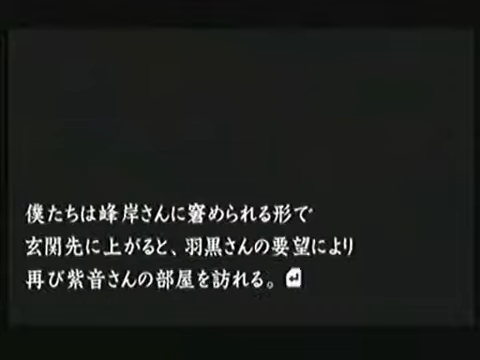 僕たちは峰岸さんに窘められる形で
玄関先に上がると、羽黒さんの要望により
再び紫音さんの部屋を訪れる。